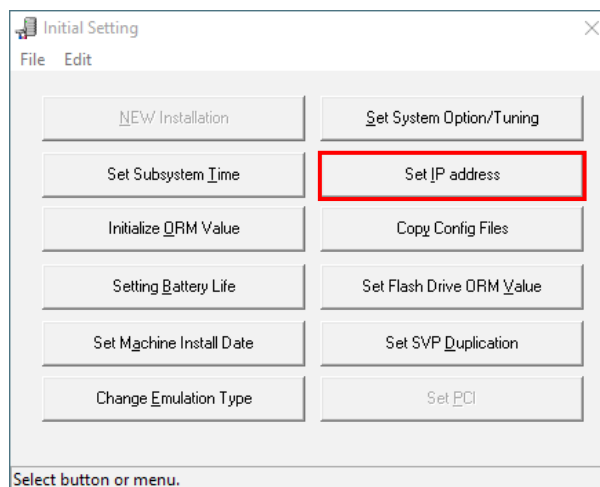 Initial Setting
File Edit
NEW Installation
Set System Option/Tuning
Set Subsystem Time
Set IP address
Initialize ORM Value
Copy Config Files
Setting Battery Life
Set Flash Drive ORM Value
Set Machine Install Date
Set SVP Duplication
Change Emulation Type
Set PCI
Select button or menu.